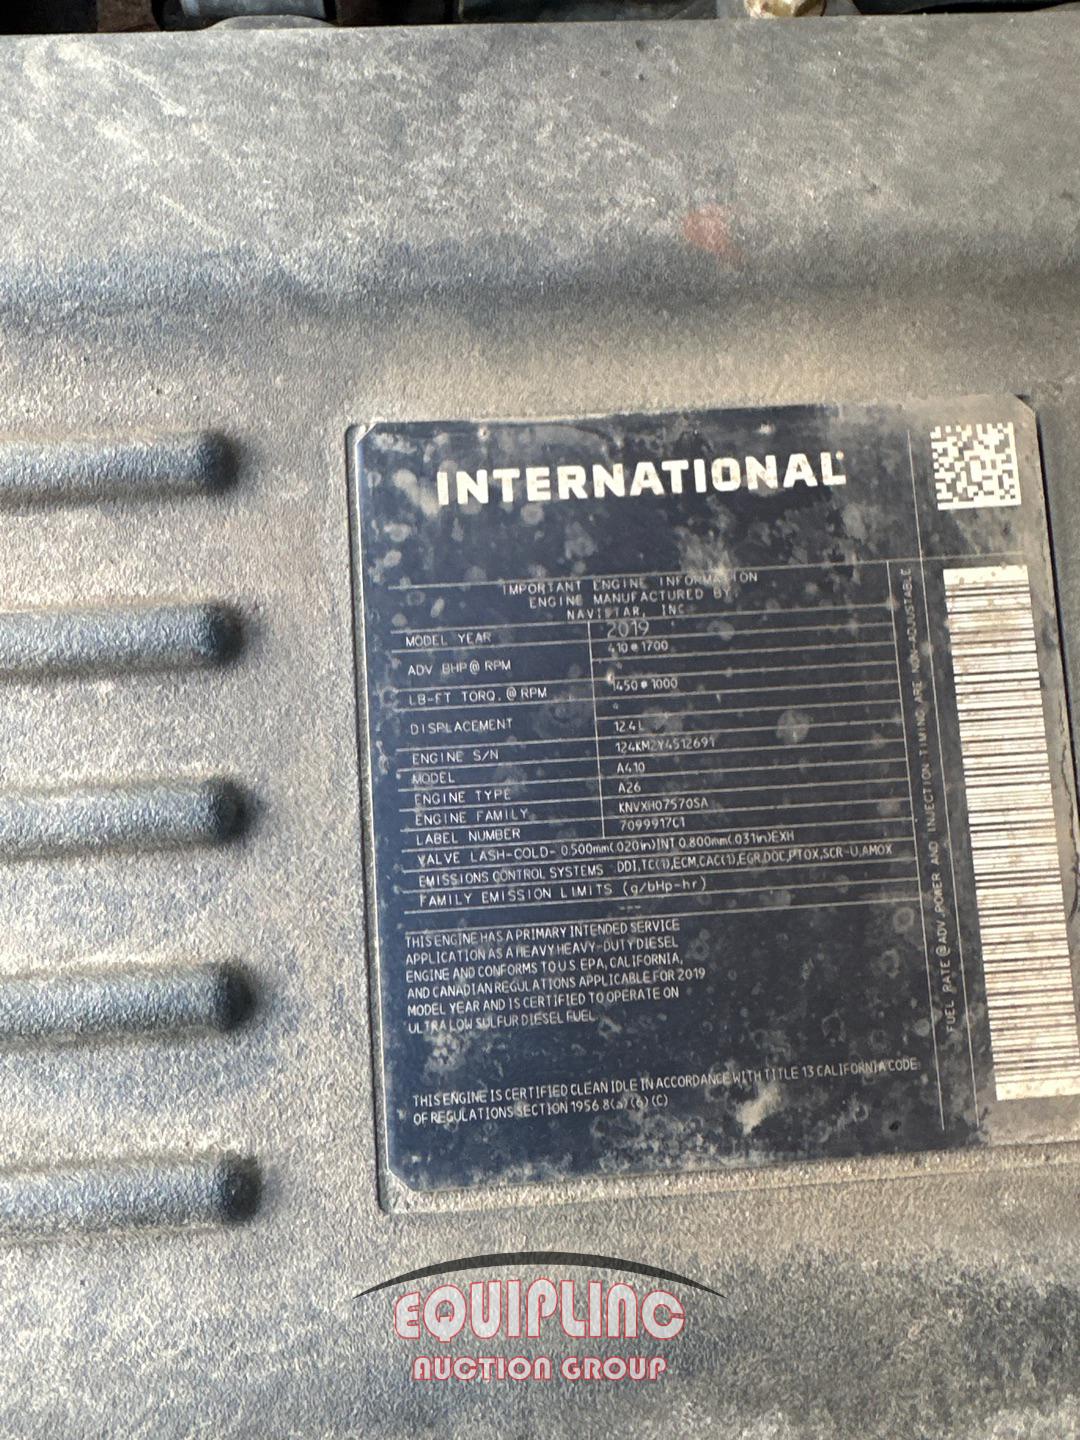 INTERNATIONAL
IMPORTANT ENGINE INFORMATION
ENGINE MANUFACTURED BY
NAVISTAR, INC
MODEL YEAR 2019
ADV BHP@ RPM 410@1700
LB-FT TORQ. @ RPM 1450@1000
DISPLACEMENT 12.4 L
ENGINE S/N 124KM2Y4512691
MODEL A410
ENGINE TYPE A26
ENGINE FAMILY KNVXH07570SA
LABEL NUMBER 7099917C1
VALVE LASH-COLD- 0.500mm(.020in)INT 0.800mm(.031in)EXH
EMISSIONS CONTROL SYSTEMS DDI,TC(1),ECM,CAC(1),EGR,DOC,PTOX,SCR-U,AMOX
FAMILY EMISSION LIMITS (g/bHp-hr)
---
THIS ENGINE HAS A PRIMARY INTENDED SERVICE
APPLICATION AS A HEAVY HEAVY-DUTY DIESEL
ENGINE AND CONFORMS TO U.S. EPA, CALIFORNIA,
AND CANADIAN REGULATIONS APPLICABLE FOR 2019
MODEL YEAR AND IS CERTIFIED TO OPERATE ON
ULTRA LOW SULFUR DIESEL FUEL
THIS ENGINE IS CERTIFIED CLEAN IDLE IN ACCORDANCE WITH TITLE 13 CALIFORNIA CODE
OF REGULATIONS SECTION 1956.8(a)(6)(C)
FUEL RATE @ADV. POWER AND INJECTION TIMING ARE NON-ADJUSTABLE
EQUIPLINC
AUCTION GROUP